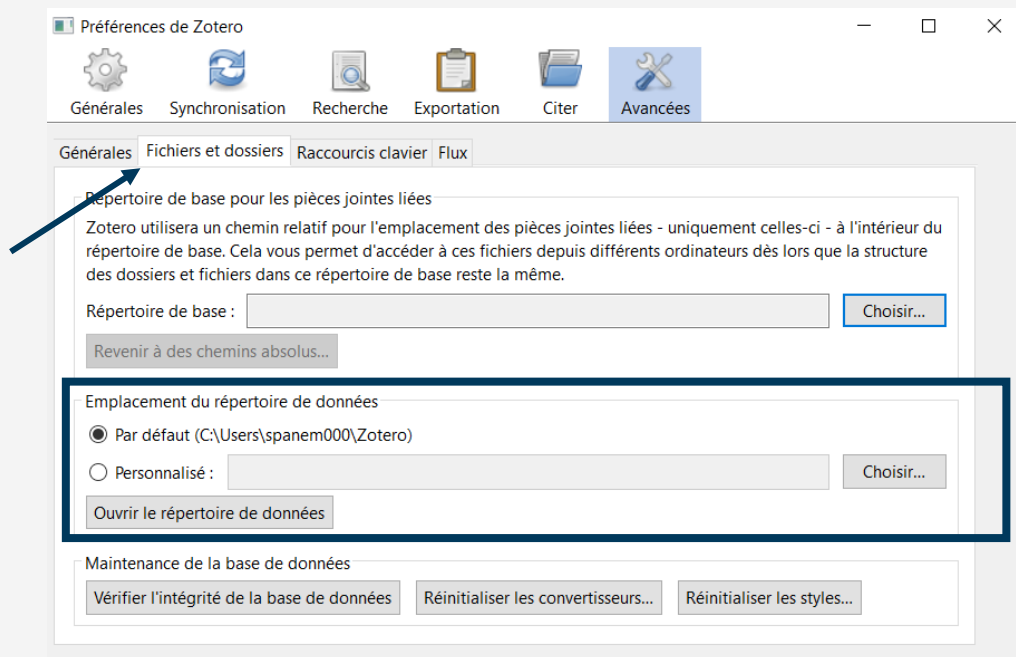 Préférences de Zotero
Générales Synchronisation Recherche Exportation Citer Avancées
Générales Fichiers et dossiers Raccourcis clavier Flux
Répertoire de base pour les pièces jointes liées
Zotero utilisera un chemin relatif pour l'emplacement des pièces jointes liées - uniquement celles-ci - à l'intérieur du
répertoire de base. Cela vous permet d'accéder à ces fichiers depuis différents ordinateurs dès lors que la structure
des dossiers et fichiers dans ce répertoire de base reste la même.
Répertoire de base : Choisir...
Revenir à des chemins absolus...
Emplacement du répertoire de données
Par défaut (C:\Users\spanem000\Zotero)
Personnalisé : Choisir...
Ouvrir le répertoire de données
Maintenance de la base de données
Vérifier l'intégrité de la base de données Réinitialiser les convertisseurs... Réinitialiser les styles...